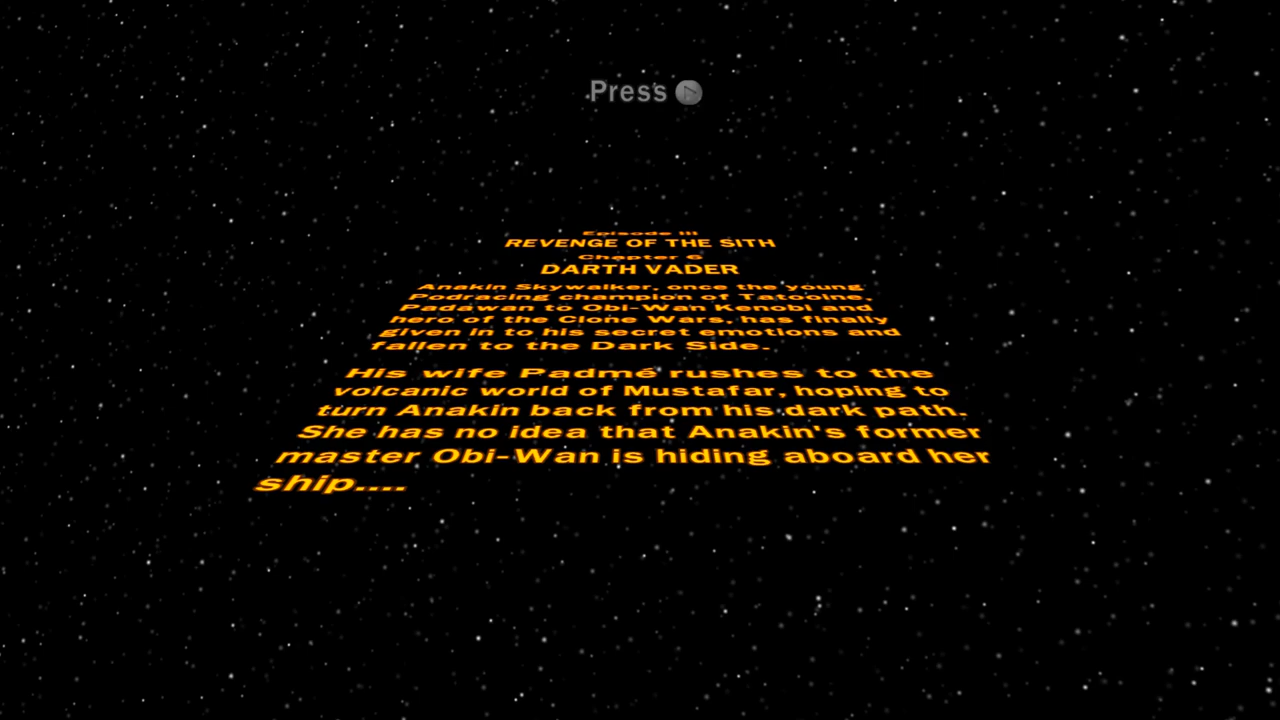 Press
Episode III
REVENGE OF THE SITH
Chapter 6
DARTH VADER
Anakin Skywalker, once the young
Podracing champion of Tatooine,
Padawan to Obi-Wan Kenobi and
hero of the Clone Wars, has finally
given in to his secret emotions and
fallen to the Dark Side.
His wife Padmé rushes to the
volcanic world of Mustafar, hoping to
turn Anakin back from his dark path.
She has no idea that Anakin's former
master Obi-Wan is hiding aboard her
ship....